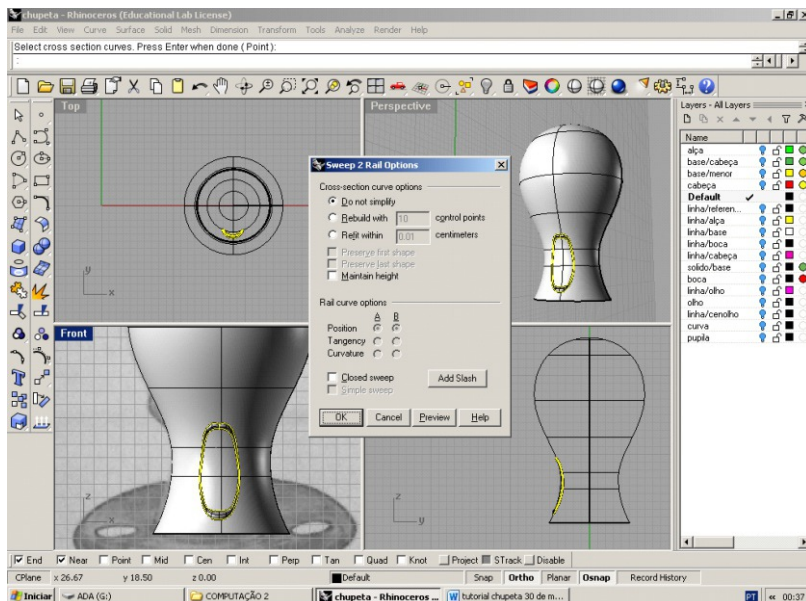 chupeta - Rhinoceros (Educational Lab License)
File Edit View Curve Surface Solid Mesh Dimension Transform Tools Analyze Render Help
Select cross section curves. Press Enter when done ( Point ):
:
Top
Perspective
Front
y
x
z
x
z
y
y
x
Sweep 2 Rail Options
Cross-section curve options
Do not simplify
Rebuild with 10 control points
Refit within 0.01 centimeters
Preserve first shape
Preserve last shape
Maintain height
Rail curve options
A B
Position
Tangency
Curvature
Closed sweep
Add Slash
Simple sweep
OK Cancel Preview Help
Layers - All Layers
Name
alça
base/cabeça
base/menor
cabeça
Default
linha/referen...
linha/alça
linha/base
linha/boca
linha/cabeça
solido/base
boca
linha/olho
olho
linha/cenolho
curva
pupila
End Near Point Mid Cen Int Perp Tan Quad Knot Project STrack Disable
CPlane x 26.67 y 18.50 z 0.00 Default Snap Ortho Planar Osnap Record History
Iniciar ADA (G:) COMPUTAÇÃO 2 chupeta - Rhinoceros ... tutorial chupeta 30 de m... PT « 00:37